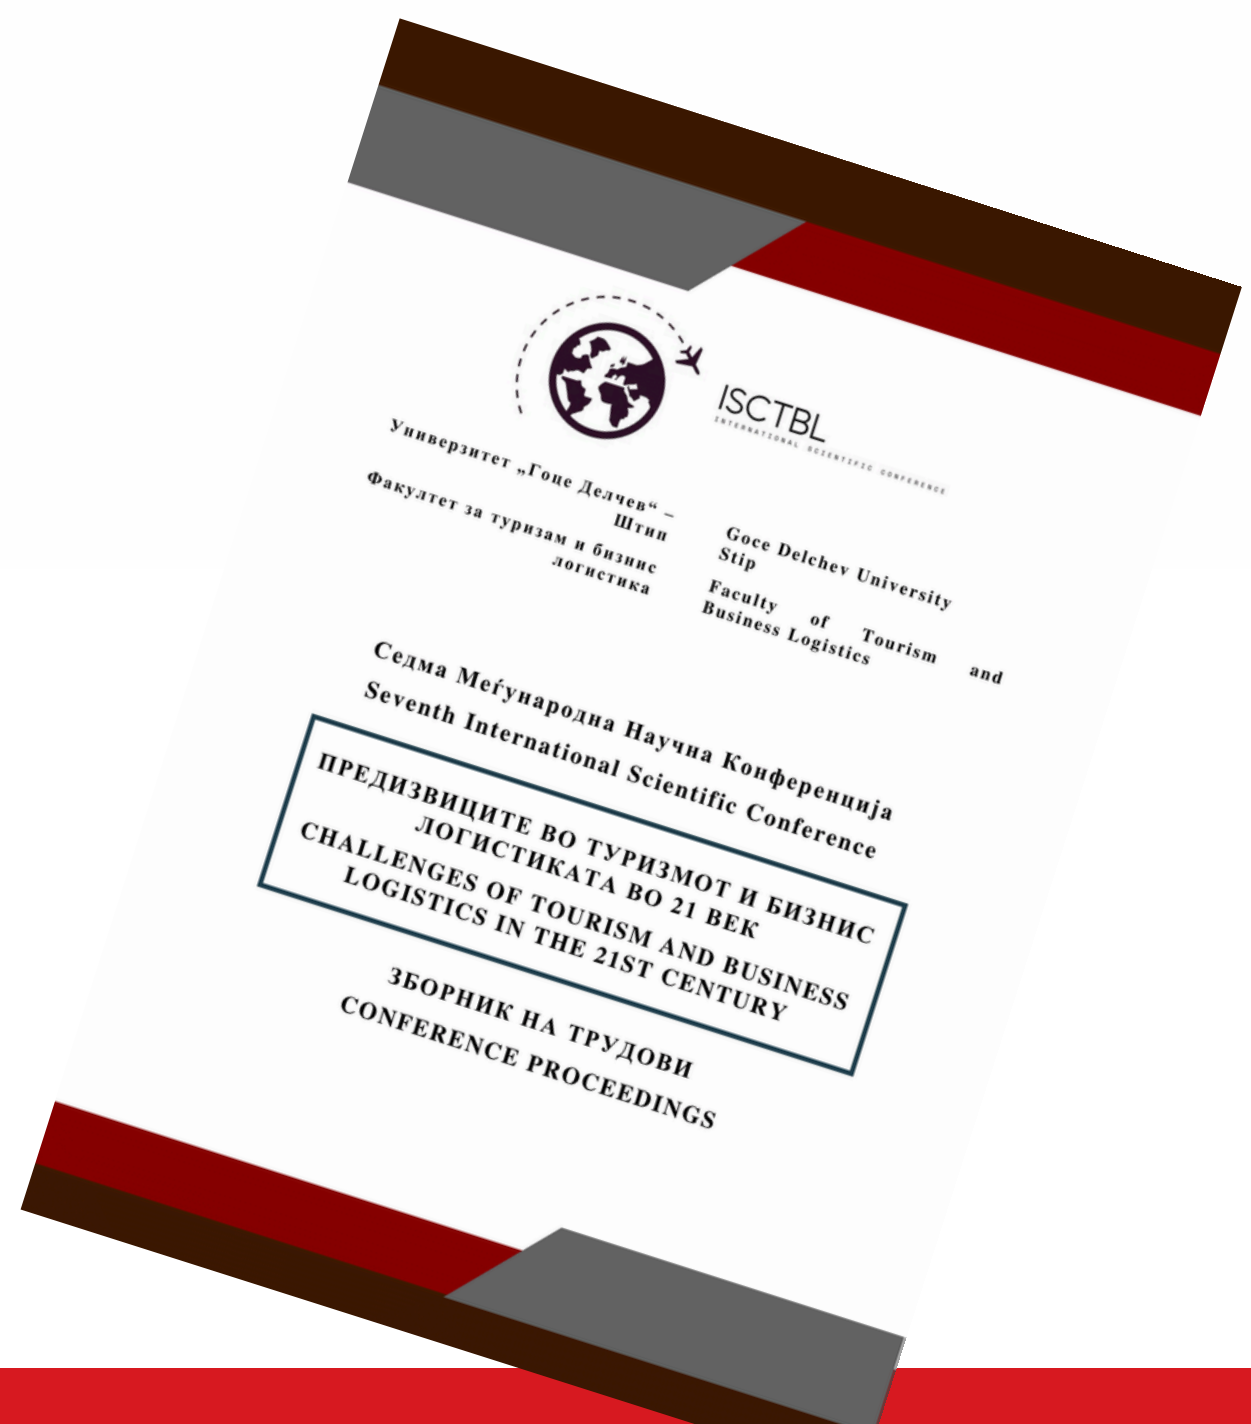 ISCTBL
INTERNATIONAL SCIENTIFIC CONFERENCE
Универзитет „Гоце Делчев“ –
Штип
Факултет за туризам и бизнис
логистика
Goce Delchev University
Stip
Faculty of Tourism and
Business Logistics
Седма Меѓународна Научна Конференција
Seventh International Scientific Conference
ПРЕДИЗВИЦИТЕ ВО ТУРИЗМОТ И БИЗНИС
ЛОГИСТИКАТА ВО 21 ВЕК
CHALLENGES OF TOURISM AND BUSINESS
LOGISTICS IN THE 21ST CENTURY
ЗБОРНИК НА ТРУДОВИ
CONFERENCE PROCEEDINGS